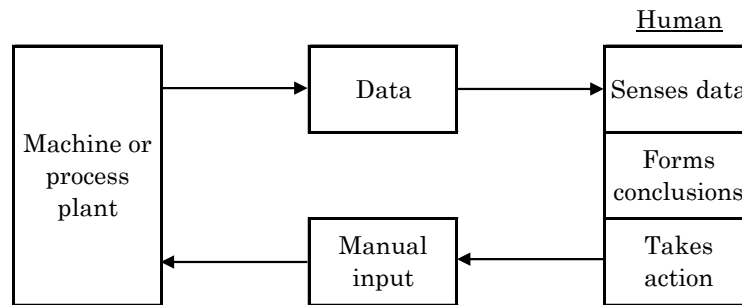 Human
Machine or
process
plant
Data
Senses data
Forms
conclusions
Manual
input
Takes
action